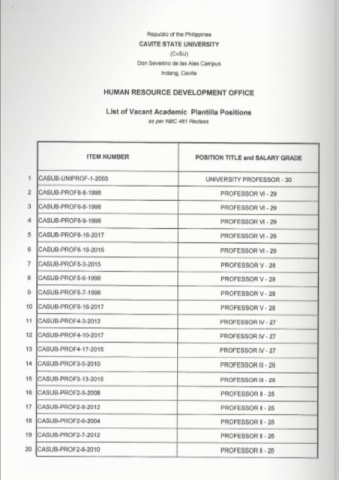 Republic of the Philippines
CAVITE STATE UNIVERSITY
(CvSU)
Don Severino de las Alas Campus
Indang, Cavite
HUMAN RESOURCE DEVELOPMENT OFFICE
List of Vacant Academic Plantilla Positions
as per NBC 461 Reclass
ITEM NUMBER POSITION TITLE and SALARY GRADE
1 CASUB-UNIPROF-1-2003 UNIVERSITY PROFESSOR - 30
2 CASUB-PROF6-6-1998 PROFESSOR VI - 29
3 CASUB-PROF6-8-1998 PROFESSOR VI - 29
4 CASUB-PROF6-9-1998 PROFESSOR VI - 29
5 CASUB-PROF6-16-2017 PROFESSOR VI - 29
6 CASUB-PROF6-19-2015 PROFESSOR VI - 29
7 CASUB-PROF5-3-2015 PROFESSOR V - 28
8 CASUB-PROF5-6-1998 PROFESSOR V - 28
9 CASUB-PROF5-7-1998 PROFESSOR V - 28
10 CASUB-PROF5-18-2017 PROFESSOR V - 28
11 CASUB-PROF4-3-2012 PROFESSOR IV - 27
12 CASUB-PROF4-10-2017 PROFESSOR IV - 27
13 CASUB-PROF4-17-2015 PROFESSOR IV - 27
14 CASUB-PROF3-5-2010 PROFESSOR III - 26
15 CASUB-PROF3-13-2015 PROFESSOR III - 26
16 CASUB-PROF2-5-2008 PROFESSOR II - 25
17 CASUB-PROF2-8-2012 PROFESSOR II - 25
18 CASUB-PROF2-6-2004 PROFESSOR II - 25
19 CASUB-PROF2-7-2012 PROFESSOR II - 25
20 CASUB-PROF2-8-2010 PROFESSOR II - 25